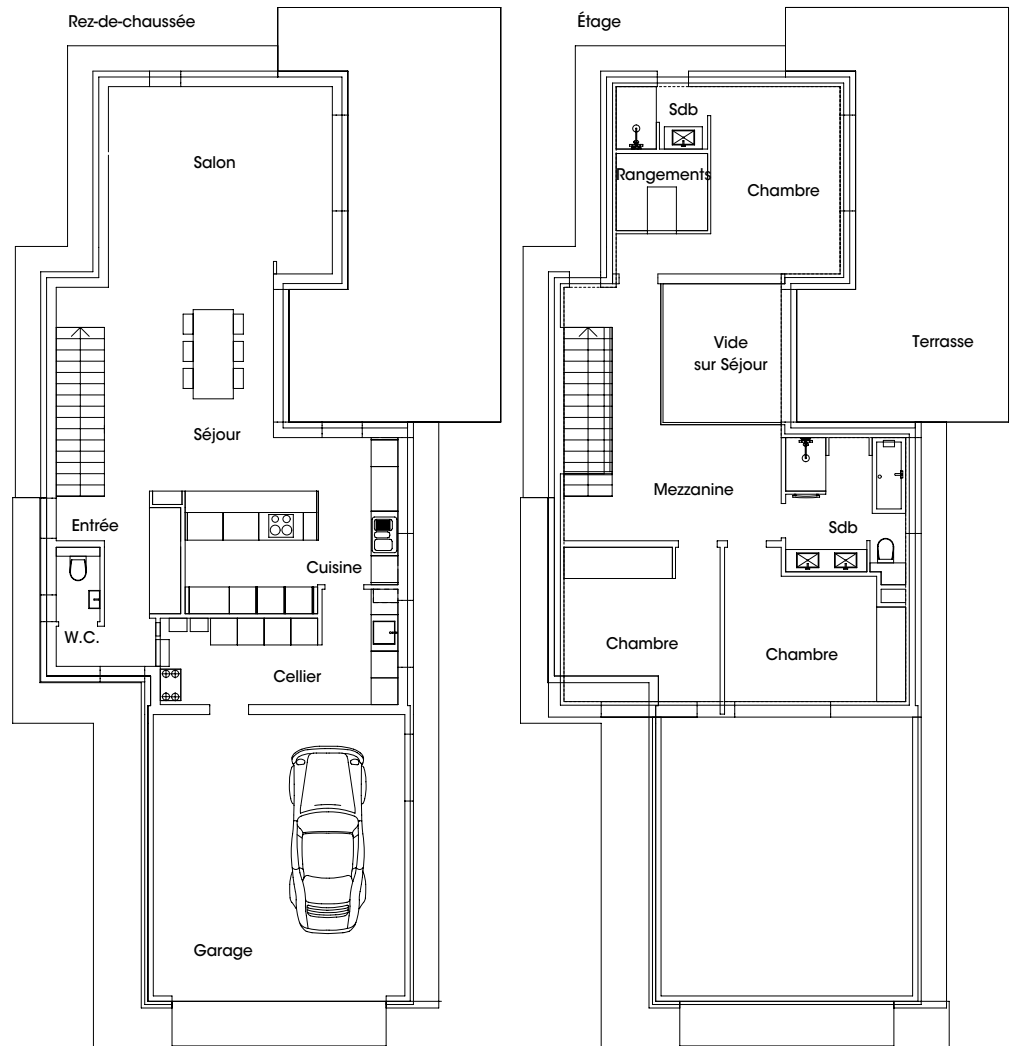 Rez-de-chaussée
Salon
Séjour
Entrée
Cuisine
W.C.
Cellier
Garage
Étage
Sdb
Rangements
Chambre
Vide
sur Séjour
Terrasse
Mezzanine
Sdb
Chambre
Chambre